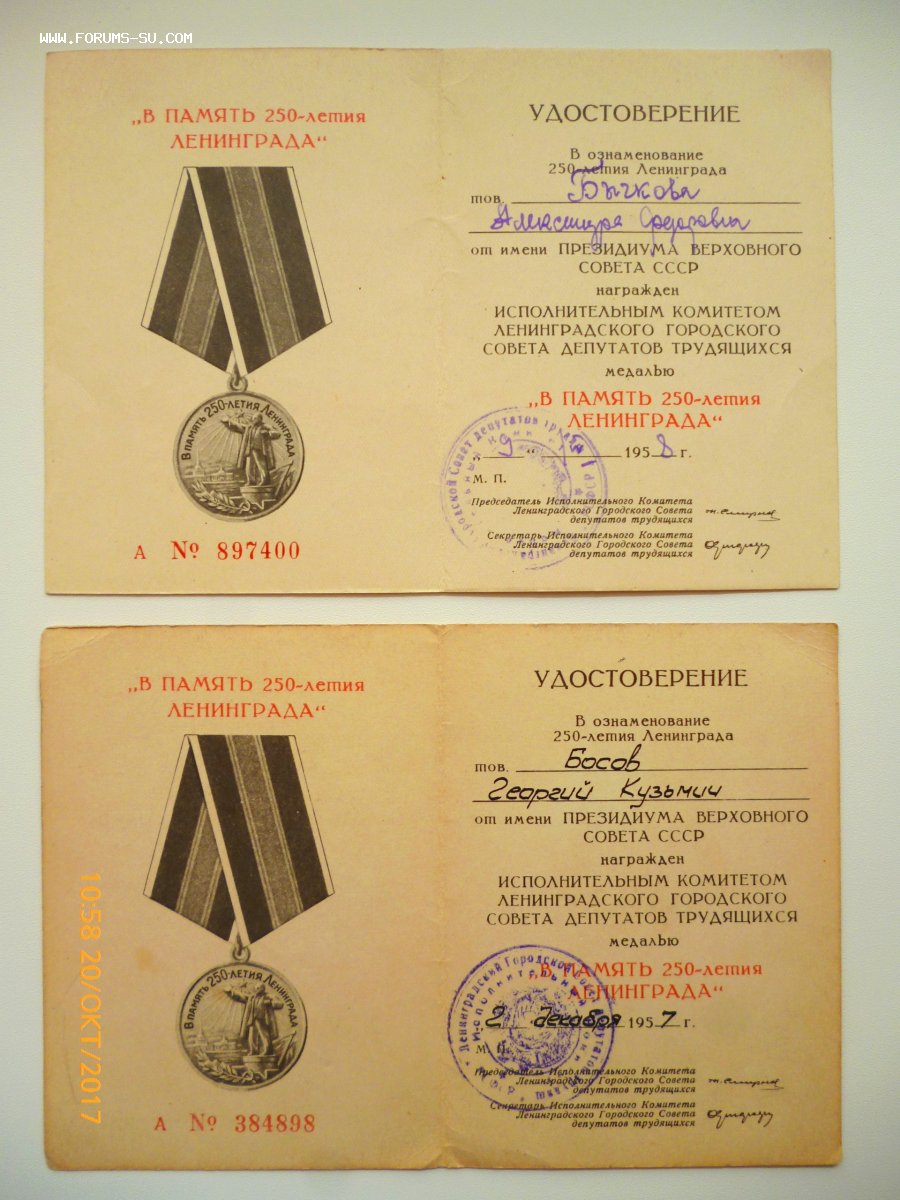 www.forums-su.com
„В ПАМЯТЬ 250-летия
ЛЕНИНГРАДА“
В ПАМЯТЬ 250-ЛЕТИЯ ЛЕНИНГРАДА
А № 897400
УДОСТОВЕРЕНИЕ
В ознаменование
250-летия Ленинграда
тов. Бычкова
Александра Федоровна
от имени ПРЕЗИДИУМА ВЕРХОВНОГО
СОВЕТА СССР
награжден
ИСПОЛНИТЕЛЬНЫМ КОМИТЕТОМ
ЛЕНИНГРАДСКОГО ГОРОДСКОГО
СОВЕТА ДЕПУТАТОВ ТРУДЯЩИХСЯ
медалью
„В ПАМЯТЬ 250-летия
ЛЕНИНГРАДА“
„9“ 1958 г.
М. П.
Председатель Исполнительного Комитета
Ленинградского Городского Совета
депутатов трудящихся
Секретарь Исполнительного Комитета
Ленинградского Городского Совета
депутатов трудящихся
„В ПАМЯТЬ 250-летия
ЛЕНИНГРАДА“
В ПАМЯТЬ 250-ЛЕТИЯ ЛЕНИНГРАДА
А № 384898
10:58 20/ОКТ/2017
УДОСТОВЕРЕНИЕ
В ознаменование
250-летия Ленинграда
тов. Босов
Георгий Кузьмич
от имени ПРЕЗИДИУМА ВЕРХОВНОГО
СОВЕТА СССР
награжден
ИСПОЛНИТЕЛЬНЫМ КОМИТЕТОМ
ЛЕНИНГРАДСКОГО ГОРОДСКОГО
СОВЕТА ДЕПУТАТОВ ТРУДЯЩИХСЯ
медалью
„В ПАМЯТЬ 250-летия
ЛЕНИНГРАДА“
2 декабря 1957 г.
М. П.
Председатель Исполнительного Комитета
Ленинградского Городского Совета
депутатов трудящихся
Секретарь Исполнительного Комитета
Ленинградского Городского Совета
депутатов трудящихся